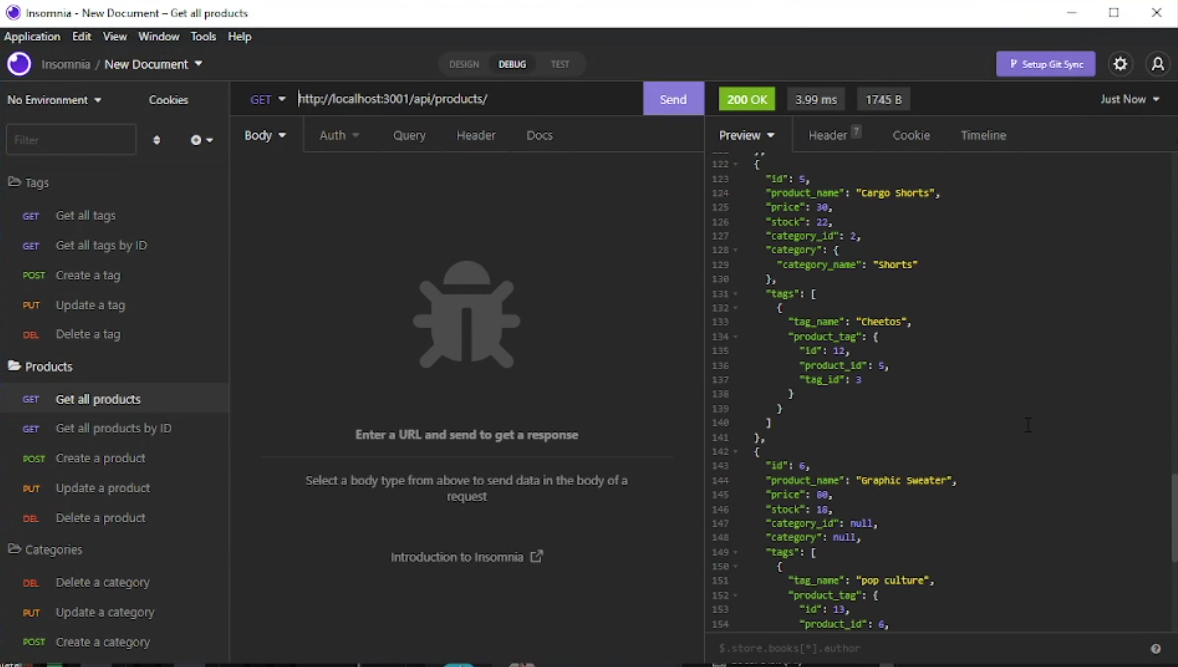 Insomnia - New Document – Get all products
Application Edit View Window Tools Help
Insomnia / New Document
DESIGN DEBUG TEST
Setup Git Sync
No Environment
Cookies
Filter
Tags
GET Get all tags
GET Get all tags by ID
POST Create a tag
PUT Update a tag
DEL Delete a tag
Products
GET Get all products
GET Get all products by ID
POST Create a product
PUT Update a product
DEL Delete a product
Categories
DEL Delete a category
PUT Update a category
POST Create a category
GET http://localhost:3001/api/products/ Send
Body Auth Query Header Docs
Enter a URL and send to get a response
Select a body type from above to send data in the body of a
request
Introduction to Insomnia
200 OK 3.99 ms 1745 B Just Now
Preview Header 7 Cookie Timeline
122 {
123 "id": 5,
124 "product_name": "Cargo Shorts",
125 "price": 30,
126 "stock": 22,
127 "category_id": 2,
128 "category": {
129 "category_name": "Shorts"
130 },
131 "tags": [
132 {
133 "tag_name": "Cheetos",
134 "product_tag": {
135 "id": 12,
136 "product_id": 5,
137 "tag_id": 3
138 }
139 }
140 ]
141 },
142 {
143 "id": 6,
144 "product_name": "Graphic Sweater",
145 "price": 80,
146 "stock": 18,
147 "category_id": null,
148 "category": null,
149 "tags": [
150 {
151 "tag_name": "pop culture",
152 "product_tag": {
153 "id": 13,
154 "product_id": 6,
$.store.books[*].author